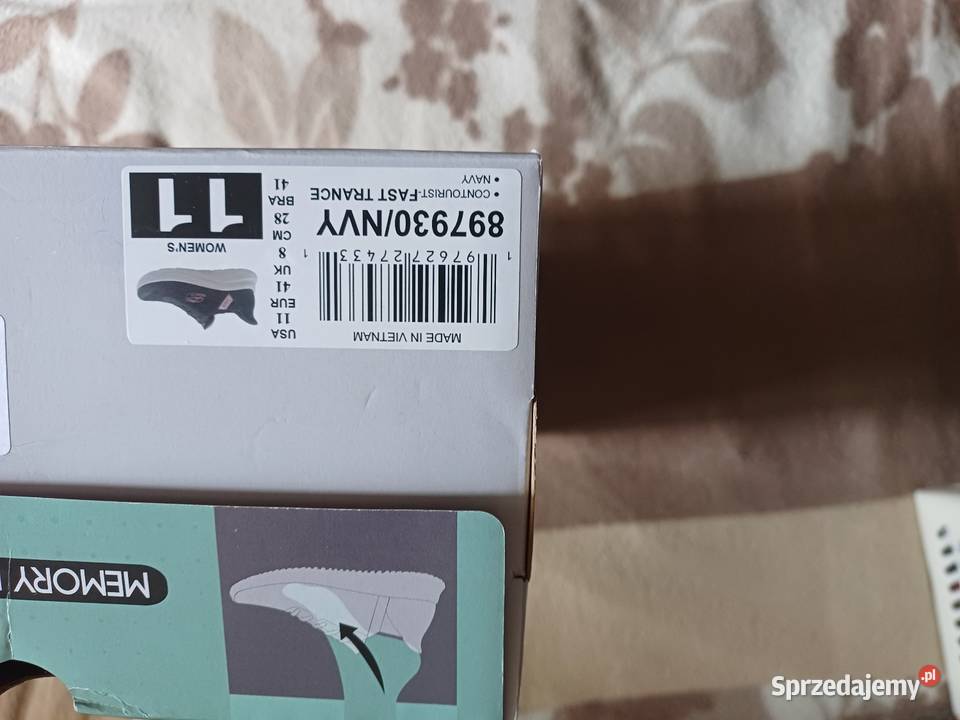 MADE IN VIETNAM
1 97627 27433 1
897930/NVY
• CONTOURIST-FAST TRANCE
• NAVY
USA
11
EUR
41
UK
8
CM
28
BRA
41
WOMEN'S
11
MEMORY
Sprzedajemy.pl